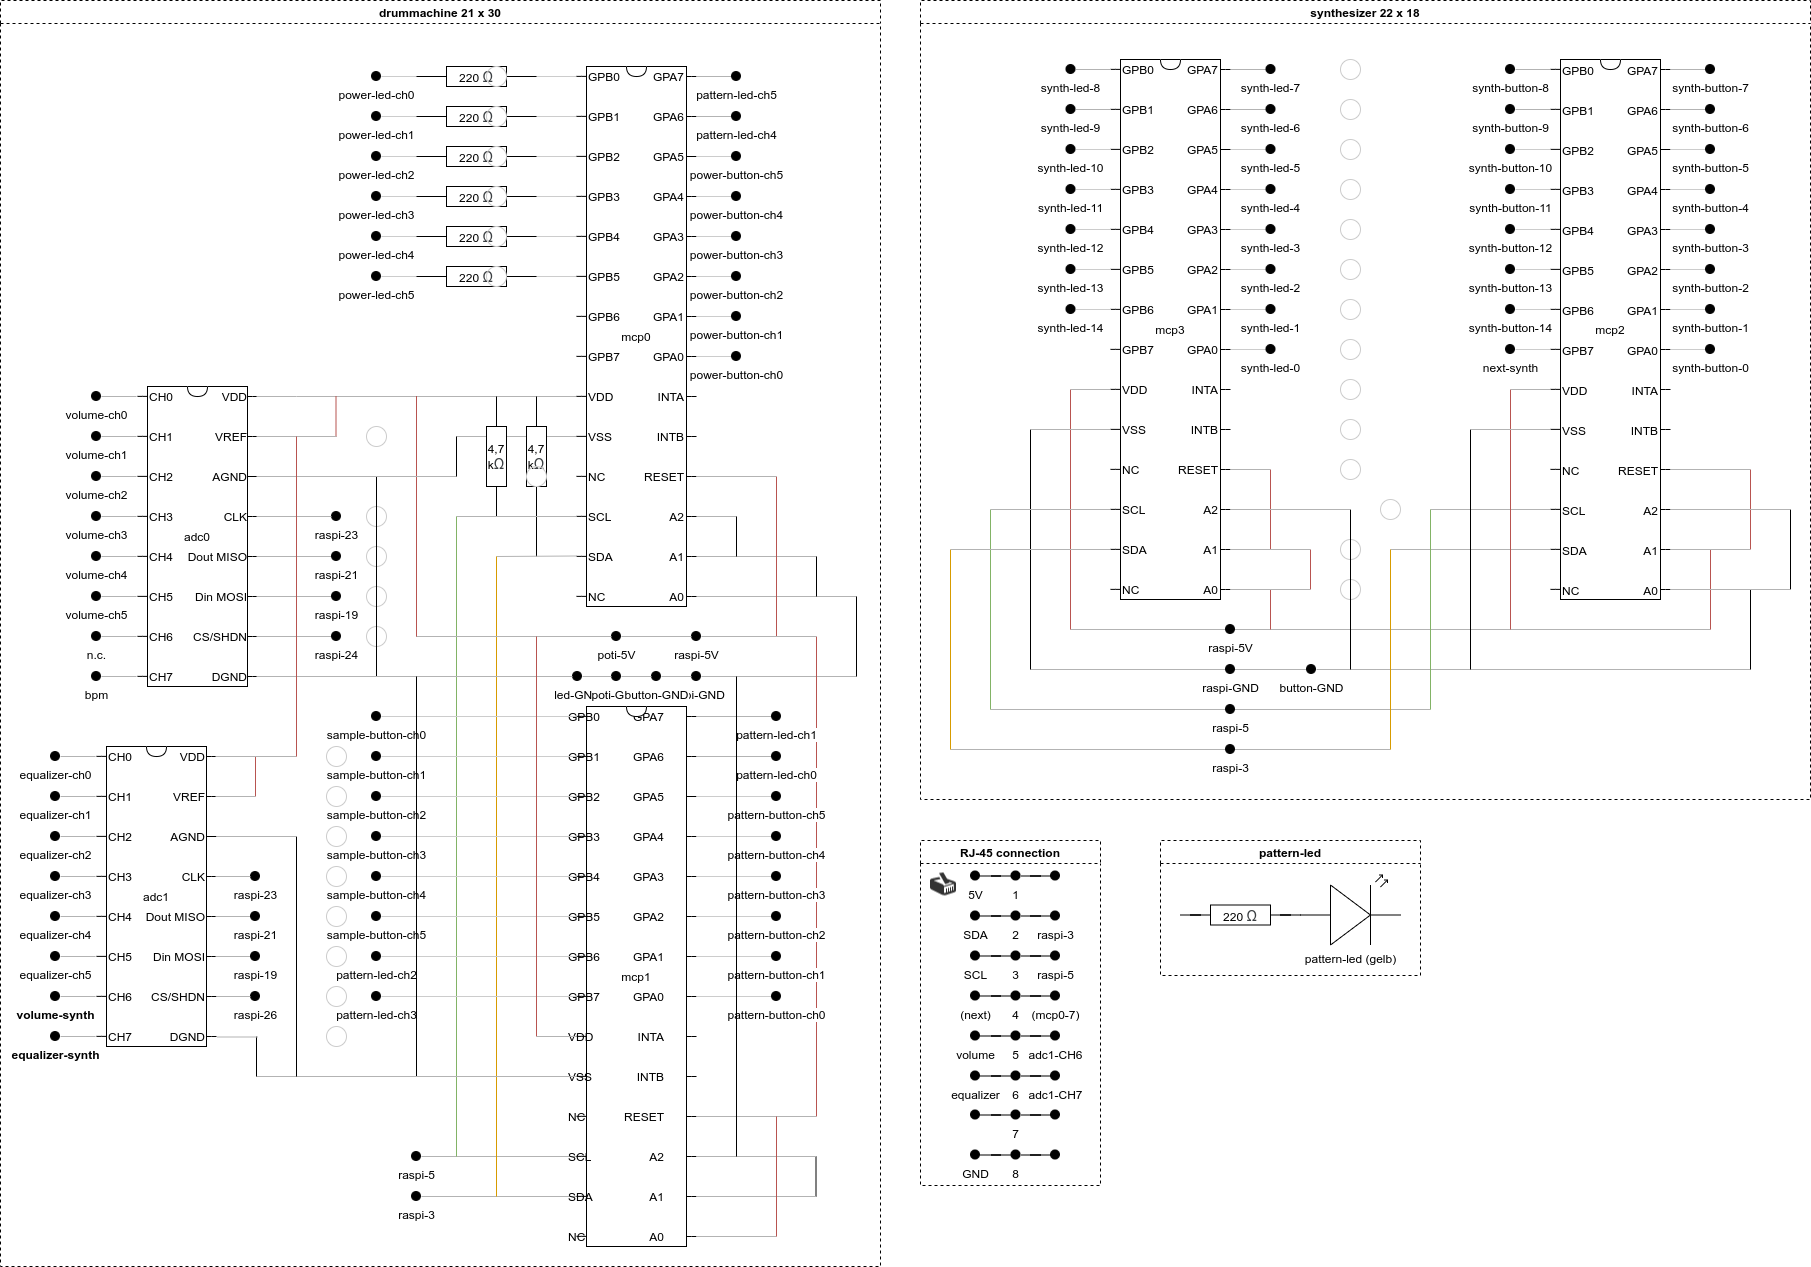 drummachine 21 x 30
power-led-ch0
power-led-ch1
power-led-ch2
power-led-ch3
power-led-ch4
power-led-ch5
220 Ω
220 Ω
220 Ω
220 Ω
220 Ω
220 Ω
GPB0 GPA7
GPB1 GPA6
GPB2 GPA5
GPB3 GPA4
GPB4 GPA3
GPB5 GPA2
GPB6 GPA1
mcp0
GPB7 GPA0
VDD INTA
VSS INTB
NC RESET
SCL A2
SDA A1
NC A0
pattern-led-ch5
pattern-led-ch4
power-button-ch5
power-button-ch4
power-button-ch3
power-button-ch2
power-button-ch1
power-button-ch0
4,7
kΩ
4,7
kΩ
volume-ch0
volume-ch1
volume-ch2
volume-ch3
volume-ch4
volume-ch5
n.c.
bpm
CH0 VDD
CH1 VREF
CH2 AGND
CH3 CLK
adc0
CH4 Dout MISO
CH5 Din MOSI
CH6 CS/SHDN
CH7 DGND
raspi-23
raspi-21
raspi-19
raspi-24
poti-5V
raspi-5V
led-GN
poti-G
button-GND
i-GND
equalizer-ch0
equalizer-ch1
equalizer-ch2
equalizer-ch3
equalizer-ch4
equalizer-ch5
volume-synth
equalizer-synth
CH0 VDD
CH1 VREF
CH2 AGND
CH3 CLK
adc1
CH4 Dout MISO
CH5 Din MOSI
CH6 CS/SHDN
CH7 DGND
raspi-23
raspi-21
raspi-19
raspi-26
sample-button-ch0
sample-button-ch1
sample-button-ch2
sample-button-ch3
sample-button-ch4
sample-button-ch5
pattern-led-ch2
pattern-led-ch3
raspi-5
raspi-3
GPB0 GPA7
GPB1 GPA6
GPB2 GPA5
GPB3 GPA4
GPB4 GPA3
GPB5 GPA2
GPB6 GPA1
mcp1
GPB7 GPA0
VDD INTA
VSS INTB
NC RESET
SCL A2
SDA A1
NC A0
pattern-led-ch1
pattern-led-ch0
pattern-button-ch5
pattern-button-ch4
pattern-button-ch3
pattern-button-ch2
pattern-button-ch1
pattern-button-ch0
synthesizer 22 x 18
synth-led-8
synth-led-9
synth-led-10
synth-led-11
synth-led-12
synth-led-13
synth-led-14
GPB0 GPA7
GPB1 GPA6
GPB2 GPA5
GPB3 GPA4
GPB4 GPA3
GPB5 GPA2
GPB6 GPA1
mcp3
GPB7 GPA0
VDD INTA
VSS INTB
NC RESET
SCL A2
SDA A1
NC A0
synth-led-7
synth-led-6
synth-led-5
synth-led-4
synth-led-3
synth-led-2
synth-led-1
synth-led-0
synth-button-8
synth-button-9
synth-button-10
synth-button-11
synth-button-12
synth-button-13
synth-button-14
next-synth
GPB0 GPA7
GPB1 GPA6
GPB2 GPA5
GPB3 GPA4
GPB4 GPA3
GPB5 GPA2
GPB6 GPA1
mcp2
GPB7 GPA0
VDD INTA
VSS INTB
NC RESET
SCL A2
SDA A1
NC A0
synth-button-7
synth-button-6
synth-button-5
synth-button-4
synth-button-3
synth-button-2
synth-button-1
synth-button-0
raspi-5V
raspi-GND button-GND
raspi-5
raspi-3
RJ-45 connection
5V 1
SDA 2 raspi-3
SCL 3 raspi-5
(next) 4 (mcp0-7)
volume 5 adc1-CH6
equalizer 6 adc1-CH7
7
GND 8
pattern-led
220 Ω
pattern-led (gelb)